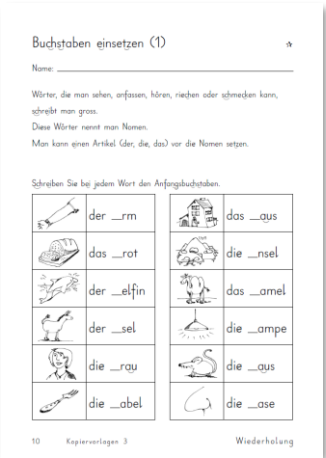 Buchstaben einsetzen (1)
Name:
Wörter, die man sehen, anfassen, hören, riechen oder schmecken kann,
schreibt man gross.
Diese Wörter nennt man Nomen.
Man kann einen Artikel (der, die, das) vor die Nomen setzen.
Schreiben Sie bei jedem Wort den Anfangsbuchstaben.
der __rm
das __aus
das __rot
die __nsel
der __elfin
das __amel
der __sel
die __ampe
die __rau
die __aus
die __abel
die __ase
10 Kopiervorlagen 3 Wiederholung